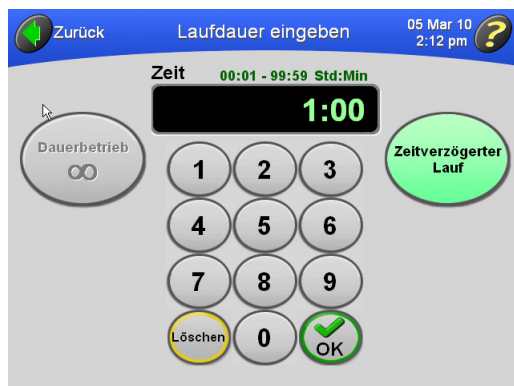 Zurück
Laufdauer eingeben
05 Mar 10
2:12 pm
?
Zeit 00:01 - 99:59 Std:Min
1:00
Dauerbetrieb
∞
Zeitverzögerter
Lauf
1 2 3
4 5 6
7 8 9
Löschen 0 OK